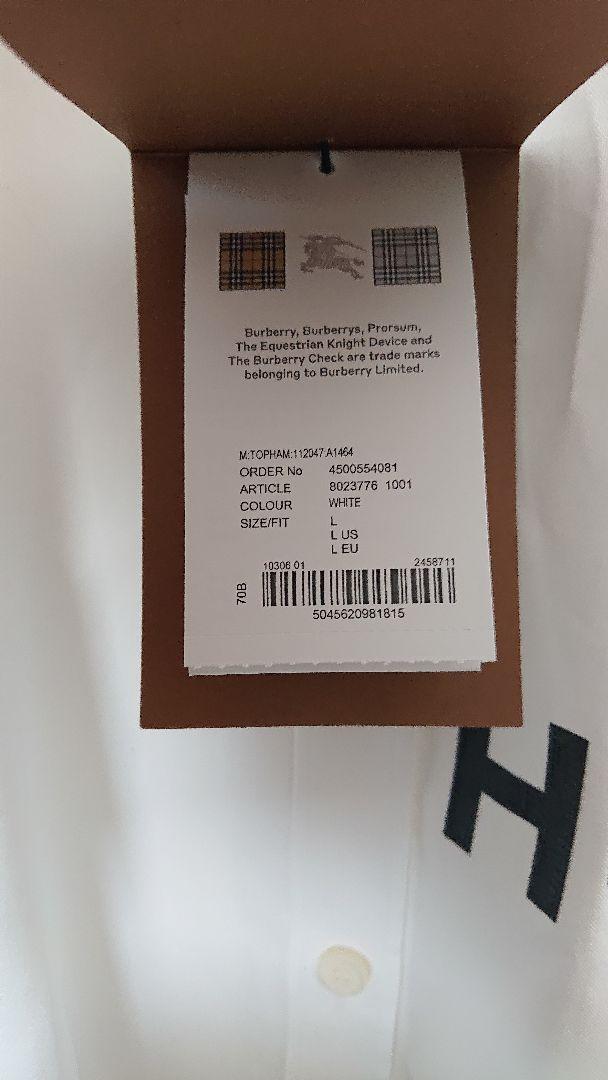 Burberry, Burberrys, Prorsum,
The Equestrian Knight Device and
The Burberry Check are trade marks
belonging to Burberry Limited.
M:TOPHAM:112047:A1464
ORDER No 4500554081
ARTICLE 8023776 1001
COLOUR WHITE
SIZE/FIT L
L US
L EU
10306 01 2458711
70B
5045620981815
H